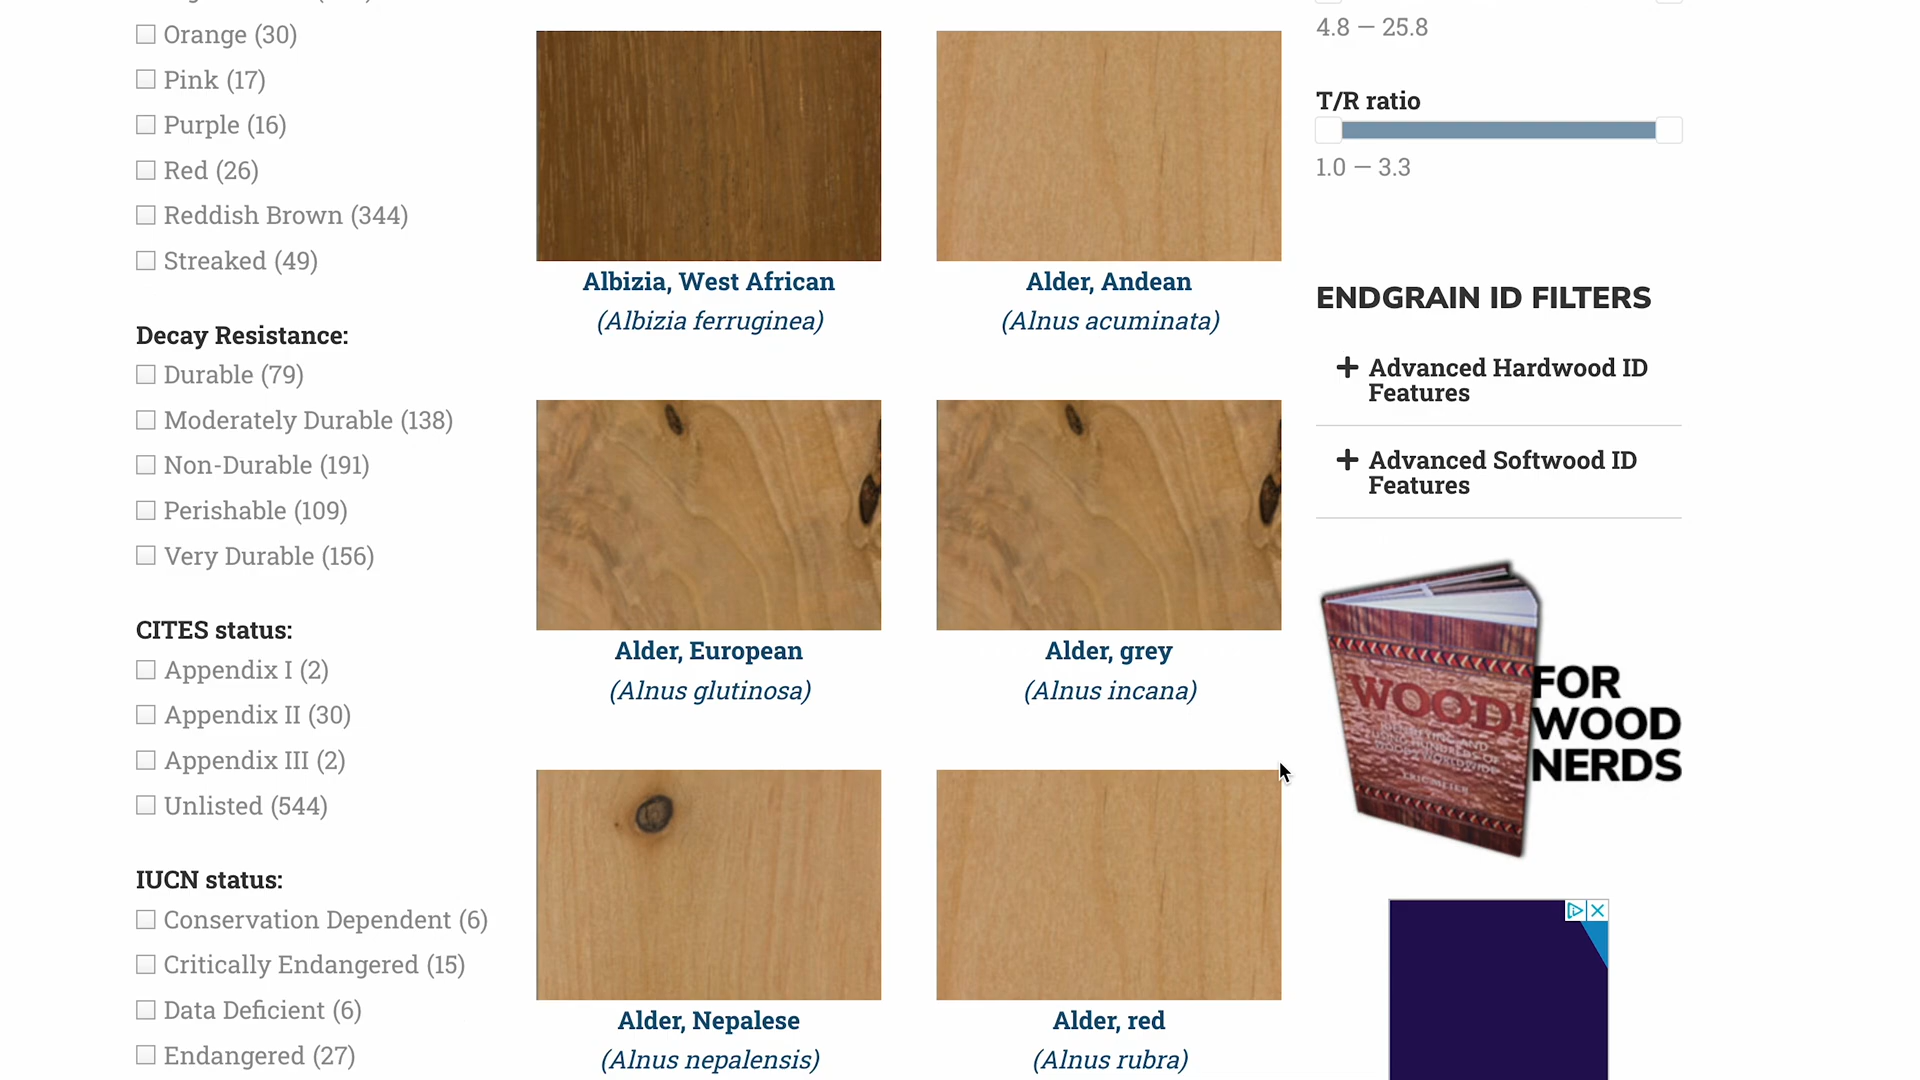 Orange (30)
Pink (17)
Purple (16)
Red (26)
Reddish Brown (344)
Streaked (49)
Decay Resistance:
Durable (79)
Moderately Durable (138)
Non-Durable (191)
Perishable (109)
Very Durable (156)
CITES status:
Appendix I (2)
Appendix II (30)
Appendix III (2)
Unlisted (544)
IUCN status:
Conservation Dependent (6)
Critically Endangered (15)
Data Deficient (6)
Endangered (27)
Albizia, West African
(Albizia ferruginea)
Alder, Andean
(Alnus acuminata)
Alder, European
(Alnus glutinosa)
Alder, grey
(Alnus incana)
Alder, Nepalese
(Alnus nepalensis)
Alder, red
(Alnus rubra)
4.8 — 25.8
T/R ratio
1.0 — 3.3
ENDGRAIN ID FILTERS
Advanced Hardwood ID
Features
Advanced Softwood ID
Features
WOOD!
ERIC MEIER
FOR
WOOD
NERDS